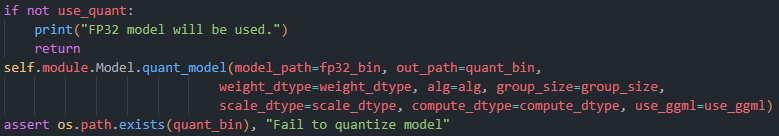 if not use_quant:
    print("FP32 model will be used.")
    return
self.module.Model.quant_model(model_path=fp32_bin, out_path=quant_bin,
                              weight_dtype=weight_dtype, alg=alg, group_size=group_size,
                              scale_dtype=scale_dtype, compute_dtype=compute_dtype, use_ggml=use_ggml)
assert os.path.exists(quant_bin), "Fail to quantize model"